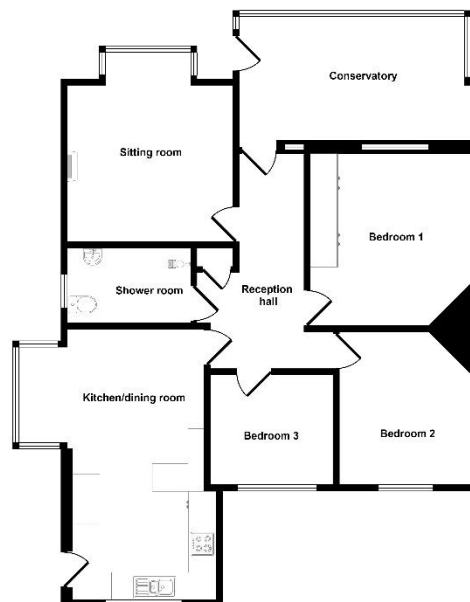 Conservatory
Sitting room
Bedroom 1
Shower room
Reception
hall
Kitchen/dining room
Bedroom 3
Bedroom 2